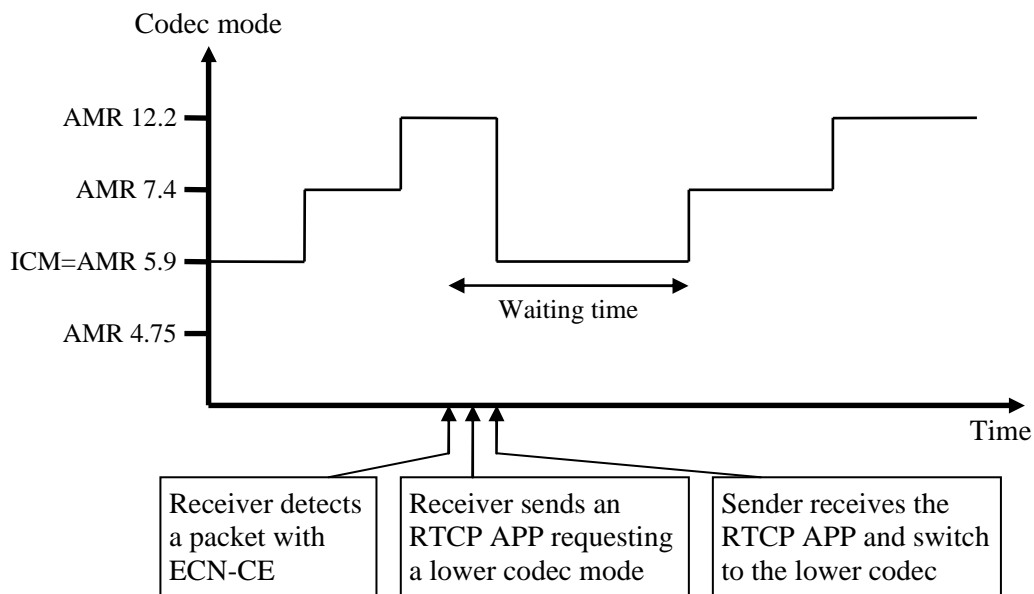 Codec mode
AMR 12.2
AMR 7.4
ICM=AMR 5.9
AMR 4.75
Waiting time
Time
Receiver detects
a packet with
ECN-CE
Receiver sends an
RTCP APP requesting
a lower codec mode
Sender receives the
RTCP APP and switch
to the lower codec